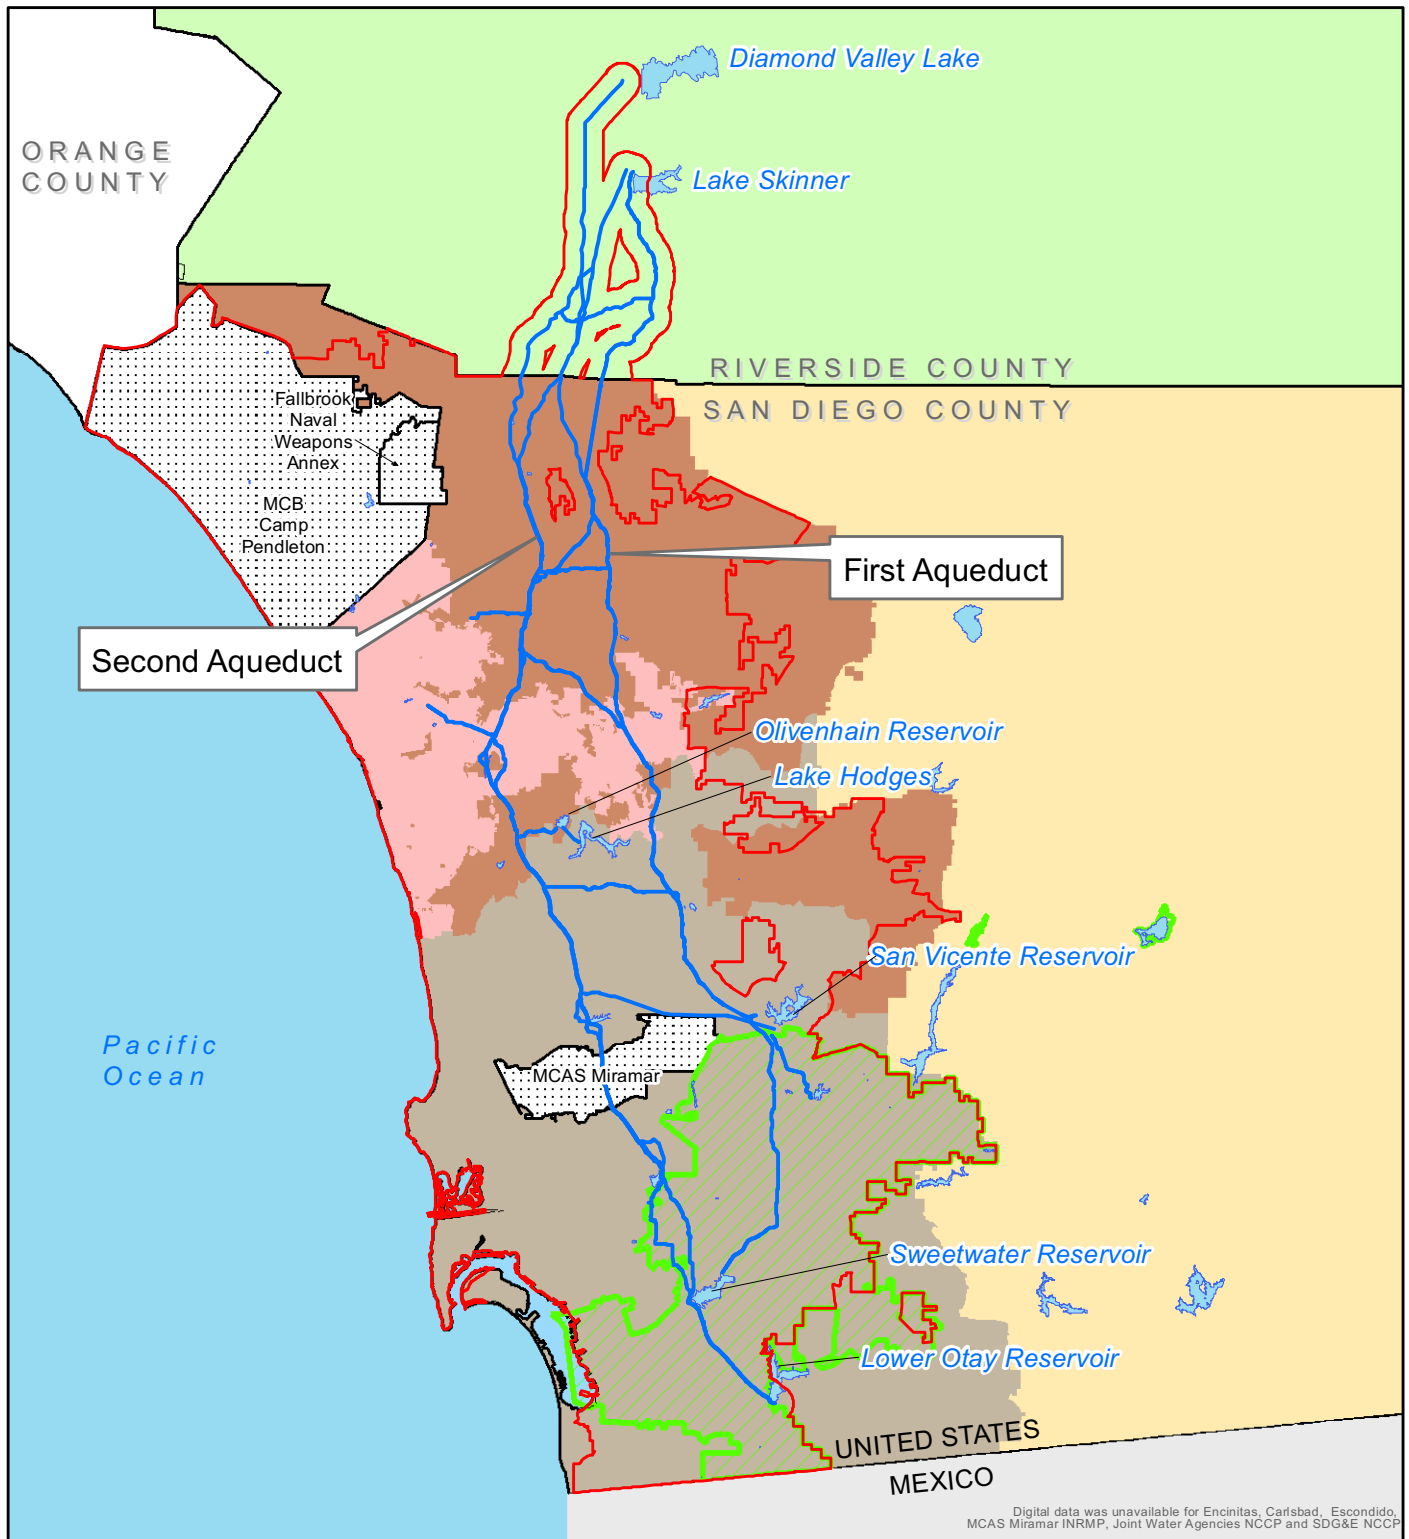 Diamond Valley Lake
ORANGE
COUNTY
Lake Skinner
RIVERSIDE COUNTY
SAN DIEGO COUNTY
Fallbrook
Naval
Weapons
Annex
MCB
Camp
Pendleton
First Aqueduct
Second Aqueduct
Olivenhain Reservoir
Lake Hodges
San Vicente Reservoir
Pacific
Ocean
MCAS Miramar
Sweetwater Reservoir
Lower Otay Reservoir
UNITED STATES
MEXICO
Digital data was unavailable for Encinitas, Carlsbad, Escondido,
MCAS Miramar INRMP, Joint Water Agencies NCCP and SDG&E NCCP